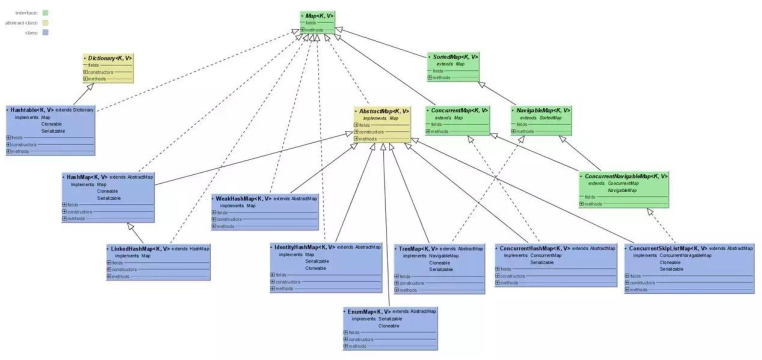 interface:
abstract class:
class:
Map<K, V>
fields
methods
Dictionary<K, V>
fields
constructors
methods
SortedMap<K, V>
extends Map
fields
methods
Hashtable<K, V> extends Dictionary
implements Map
Cloneable
Serializable
fields
constructors
methods
AbstractMap<K, V>
implements Map
fields
constructors
methods
ConcurrentMap<K, V>
extends Map
fields
methods
NavigableMap<K, V>
extends SortedMap
fields
methods
HashMap<K, V> extends AbstractMap
implements Map
Cloneable
Serializable
fields
constructors
methods
WeakHashMap<K, V> extends AbstractMap
implements Map
fields
constructors
methods
ConcurrentNavigableMap<K, V>
extends ConcurrentMap
NavigableMap
fields
methods
LinkedHashMap<K, V> extends HashMap
implements Map
fields
constructors
methods
IdentityHashMap<K, V> extends AbstractMap
implements Map
Serializable
Cloneable
fields
constructors
methods
TreeMap<K, V> extends AbstractMap
implements NavigableMap
Cloneable
Serializable
fields
constructors
methods
ConcurrentHashMap<K, V> extends AbstractMap
implements ConcurrentMap
Serializable
fields
constructors
methods
ConcurrentSkipListMap<K, V> extends AbstractMap
implements ConcurrentNavigableMap
Cloneable
Serializable
fields
constructors
methods
EnumMap<K, V> extends AbstractMap
implements Serializable
Cloneable
fields
constructors
methods